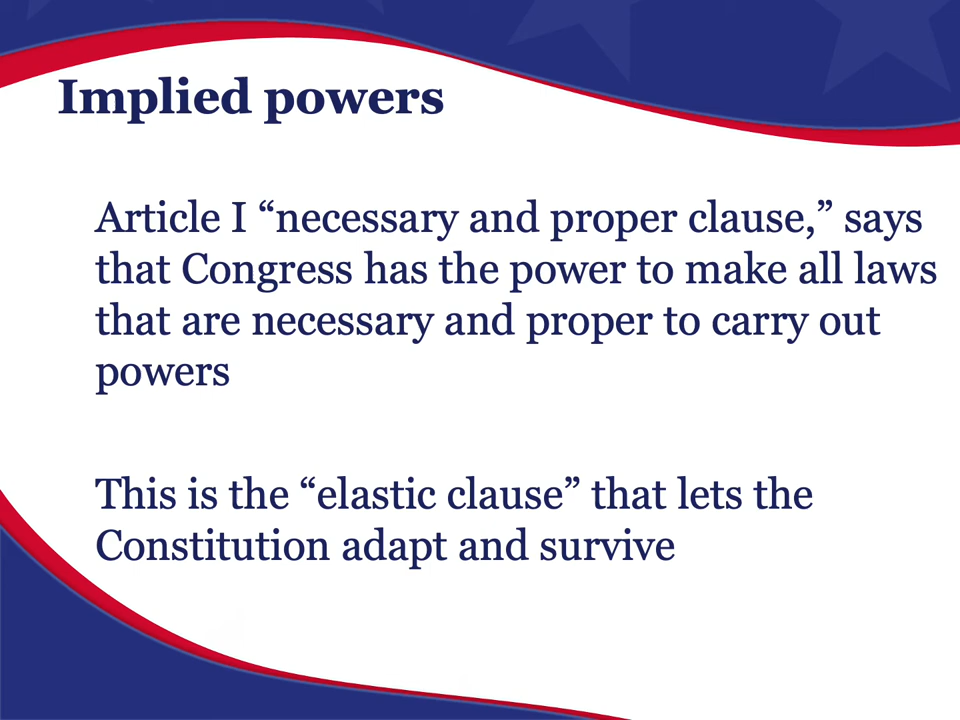 Implied powers
Article I “necessary and proper clause,” says
that Congress has the power to make all laws
that are necessary and proper to carry out
powers
This is the “elastic clause” that lets the
Constitution adapt and survive